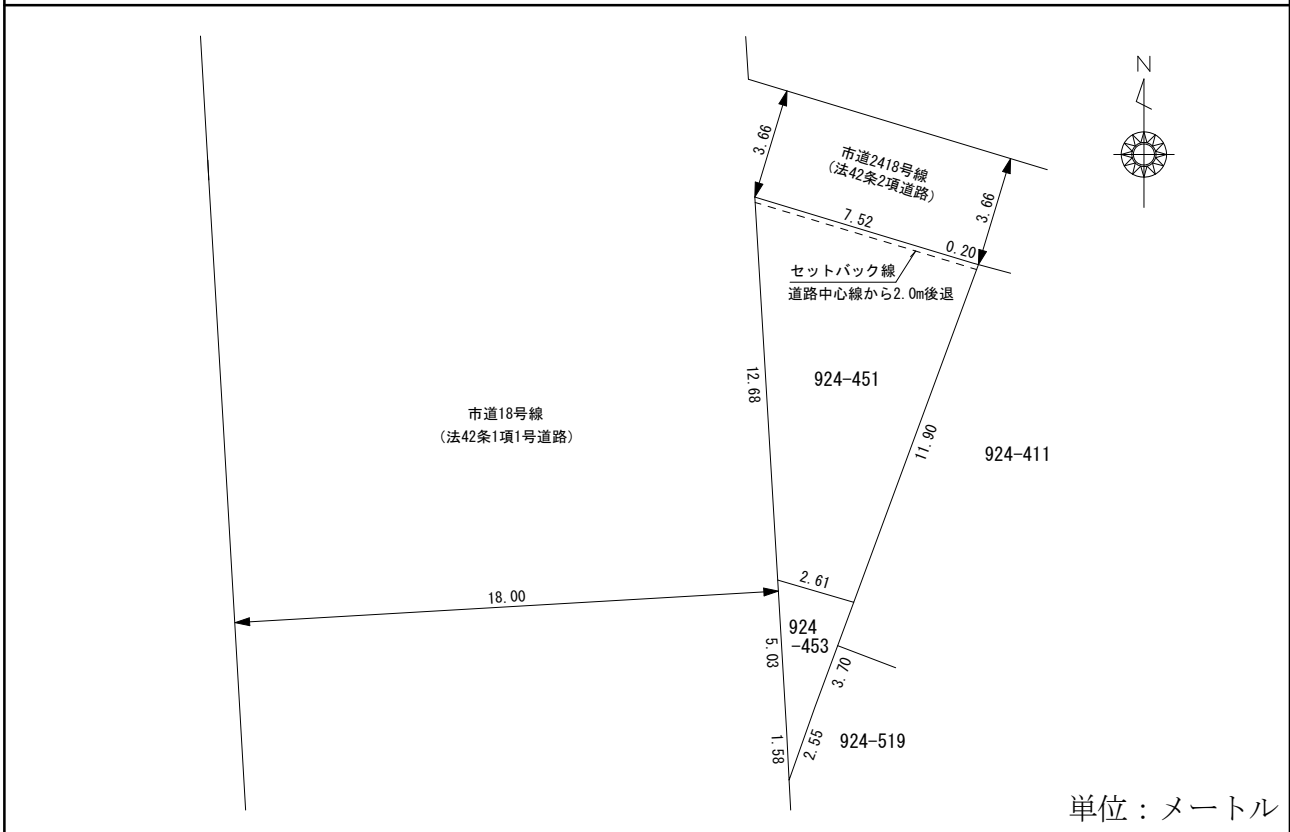 N
3.66
市道2418号線
(法42条2項道路)
3.66
7.52
0.20
セットバック線
道路中心線から2.0m後退
12.68
924-451
市道18号線
(法42条1項1号道路)
11.90
924-411
2.61
18.00
924
-453
5.03
3.70
1.58
2.55
924-519
単位：メートル